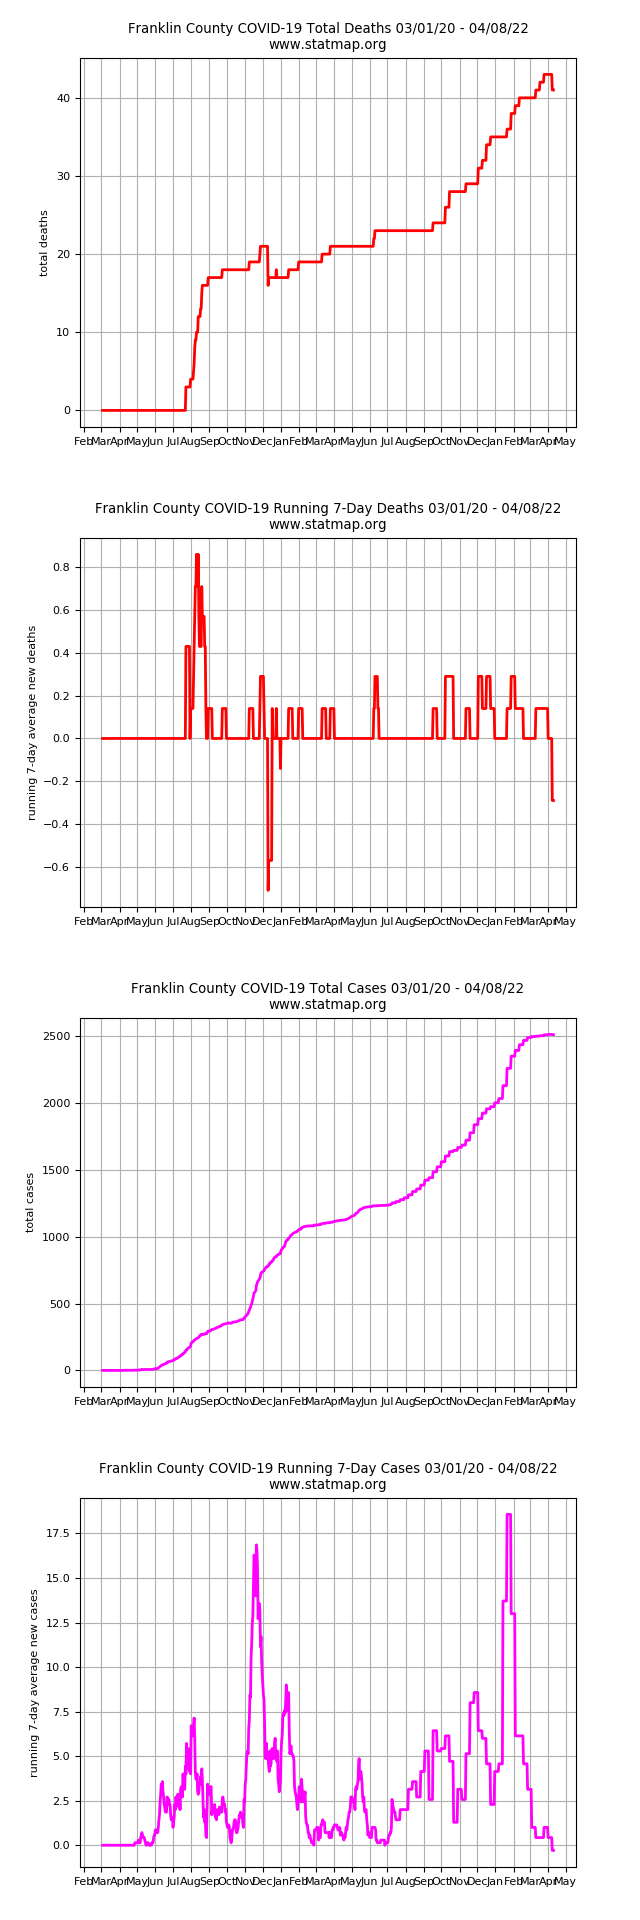 Franklin County COVID-19 Total Deaths 03/01/20 - 04/08/22
www.statmap.org
total deaths
40
30
20
10
0
Feb Mar Apr May Jun Jul Aug Sep Oct Nov Dec Jan Feb Mar Apr May Jun Jul Aug Sep Oct Nov Dec Jan Feb Mar Apr May
Franklin County COVID-19 Running 7-Day Deaths 03/01/20 - 04/08/22
www.statmap.org
running 7-day average new deaths
0.8
0.6
0.4
0.2
0.0
−0.2
−0.4
−0.6
Feb Mar Apr May Jun Jul Aug Sep Oct Nov Dec Jan Feb Mar Apr May Jun Jul Aug Sep Oct Nov Dec Jan Feb Mar Apr May
Franklin County COVID-19 Total Cases 03/01/20 - 04/08/22
www.statmap.org
total cases
2500
2000
1500
1000
500
0
Feb Mar Apr May Jun Jul Aug Sep Oct Nov Dec Jan Feb Mar Apr May Jun Jul Aug Sep Oct Nov Dec Jan Feb Mar Apr May
Franklin County COVID-19 Running 7-Day Cases 03/01/20 - 04/08/22
www.statmap.org
running 7-day average new cases
17.5
15.0
12.5
10.0
7.5
5.0
2.5
0.0
Feb Mar Apr May Jun Jul Aug Sep Oct Nov Dec Jan Feb Mar Apr May Jun Jul Aug Sep Oct Nov Dec Jan Feb Mar Apr May